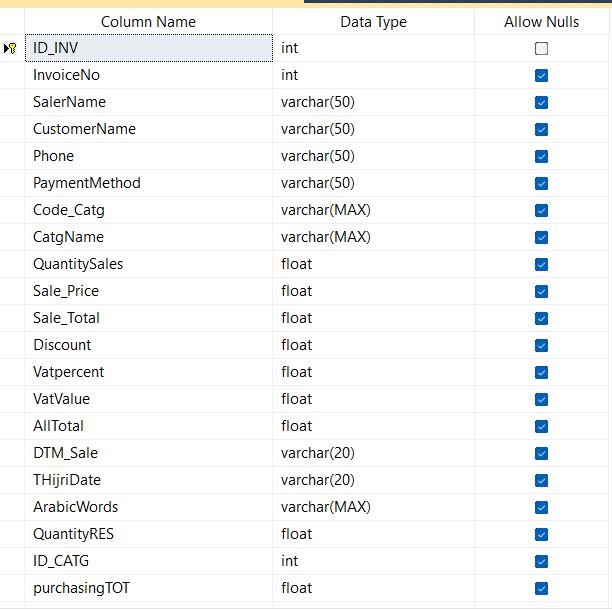 Column Name Data Type Allow Nulls
ID_INV int
InvoiceNo int
SalerName varchar(50)
CustomerName varchar(50)
Phone varchar(50)
PaymentMethod varchar(50)
Code_Catg varchar(MAX)
CatgName varchar(MAX)
QuantitySales float
Sale_Price float
Sale_Total float
Discount float
Vatpercent float
VatValue float
AllTotal float
DTM_Sale varchar(20)
THijriDate varchar(20)
ArabicWords varchar(MAX)
QuantityRES float
ID_CATG int
purchasingTOT float